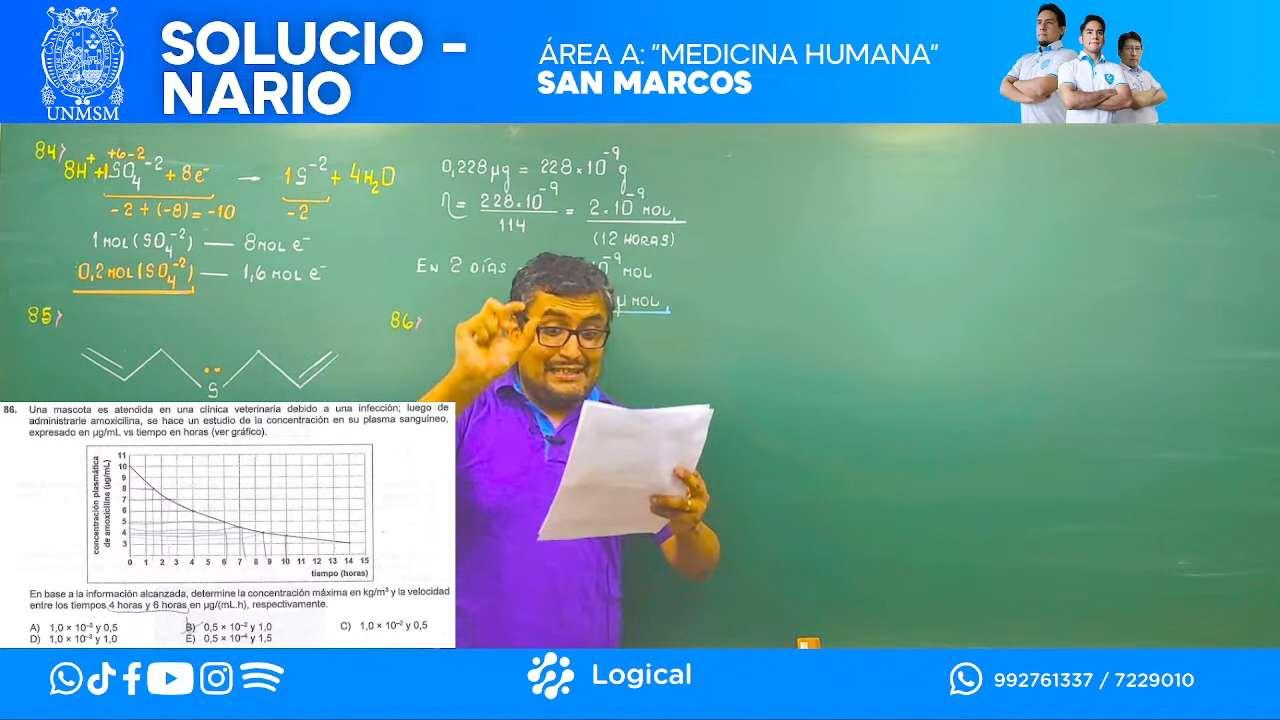 UNMSM
SOLUCIO -
NARIO
ÁREA A: "MEDICINA HUMANA"
SAN MARCOS
84>
+6 -2
8H⁺ + 1SO₄⁻² + 8e⁻ → 1S⁻² + 4H₂O
-2 + (-8) = -10
-2
1 MOL (SO₄⁻²) — 8 MOL e⁻
0,2 MOL (SO₄⁻²) — 1,6 MOL e⁻
0,228 µg = 228×10⁻⁹ g
η = 228×10⁻⁹ / 114 = 2.10⁻⁹ MOL
(12 HORAS)
EN 2 DÍAS
10⁻⁹ MOL
µ MOL
85>
S
86>
86. Una mascota es atendida en una clínica veterinaria debido a una infección; luego de
administrarle amoxicilina, se hace un estudio de la concentración en su plasma sanguíneo,
expresado en µg/mL vs tiempo en horas (ver gráfico).
concentración plasmática
de amoxicilina (µg/mL)
11
10
9
8
7
6
5
4
3
0 1 2 3 4 5 6 7 8 9 10 11 12 13 14 15
tiempo (horas)
En base a la información alcanzada, determine la concentración máxima en kg/m³ y la velocidad
entre los tiempos 4 horas y 6 horas en µg/(mL.h), respectivamente.
A) 1,0 × 10⁻³ y 0,5 B) 0,5 × 10⁻² y 1,0 C) 1,0 × 10⁻² y 0,5
D) 1,0 × 10⁻³ y 1,0 E) 0,5 × 10⁻⁴ y 1,5
Logical
992761337 / 7229010